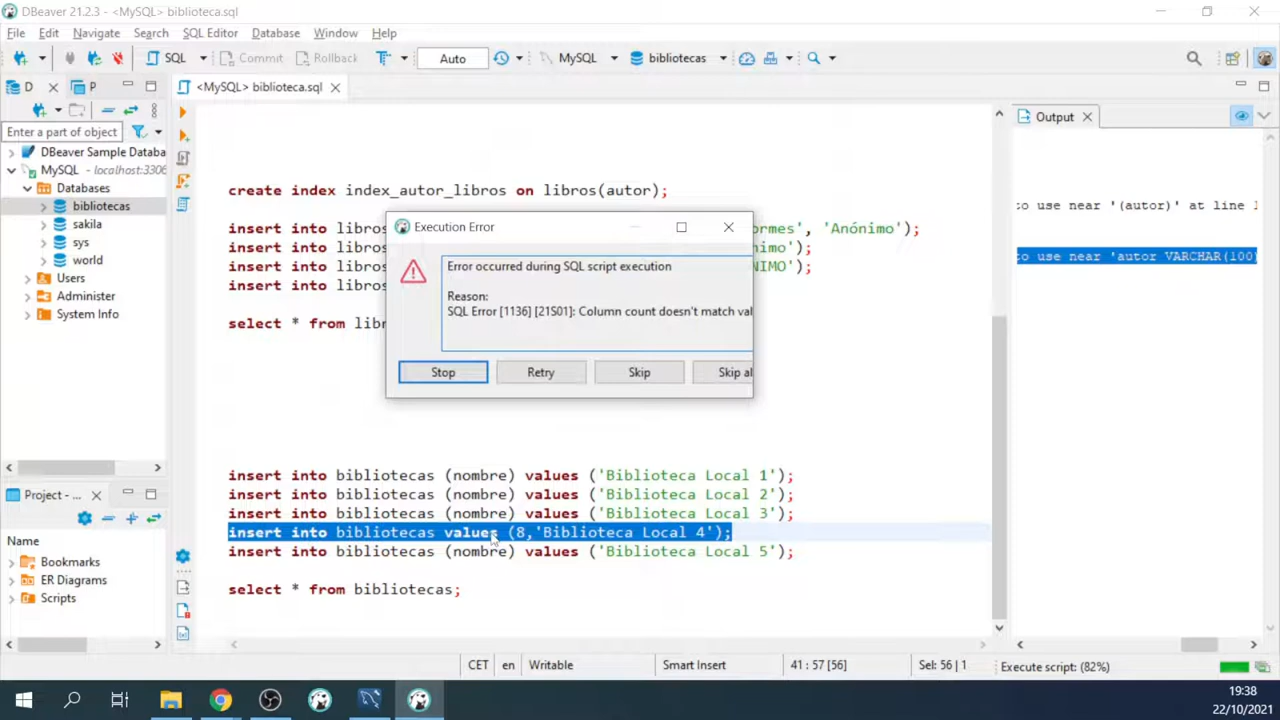 DBeaver 21.2.3 - <MySQL> biblioteca.sql
File Edit Navigate Search SQL Editor Database Window Help
SQL Commit Rollback Auto MySQL bibliotecas
D P <MySQL> biblioteca.sql
Output
Enter a part of object
DBeaver Sample Databa
MySQL - localhost:3306
Databases
bibliotecas
sakila
sys
world
Users
Administer
System Info
create index index_autor_libros on libros(autor);
insert into libros ormes', 'Anónimo');
insert into libros nimo');
insert into libros NIMO');
insert into libros
select * from libr
Execution Error
Error occurred during SQL script execution
Reason:
SQL Error [1136] [21S01]: Column count doesn't match val
Stop Retry Skip Skip al
to use near '(autor)' at line 1
to use near 'autor VARCHAR(100)
insert into bibliotecas (nombre) values ('Biblioteca Local 1');
insert into bibliotecas (nombre) values ('Biblioteca Local 2');
insert into bibliotecas (nombre) values ('Biblioteca Local 3');
insert into bibliotecas values (8,'Biblioteca Local 4');
insert into bibliotecas (nombre) values ('Biblioteca Local 5');
select * from bibliotecas;
Project - ...
Name
Bookmarks
ER Diagrams
Scripts
CET en Writable Smart Insert 41 : 57 [56] Sel: 56 | 1 Execute script: (82%)
19:38
22/10/2021